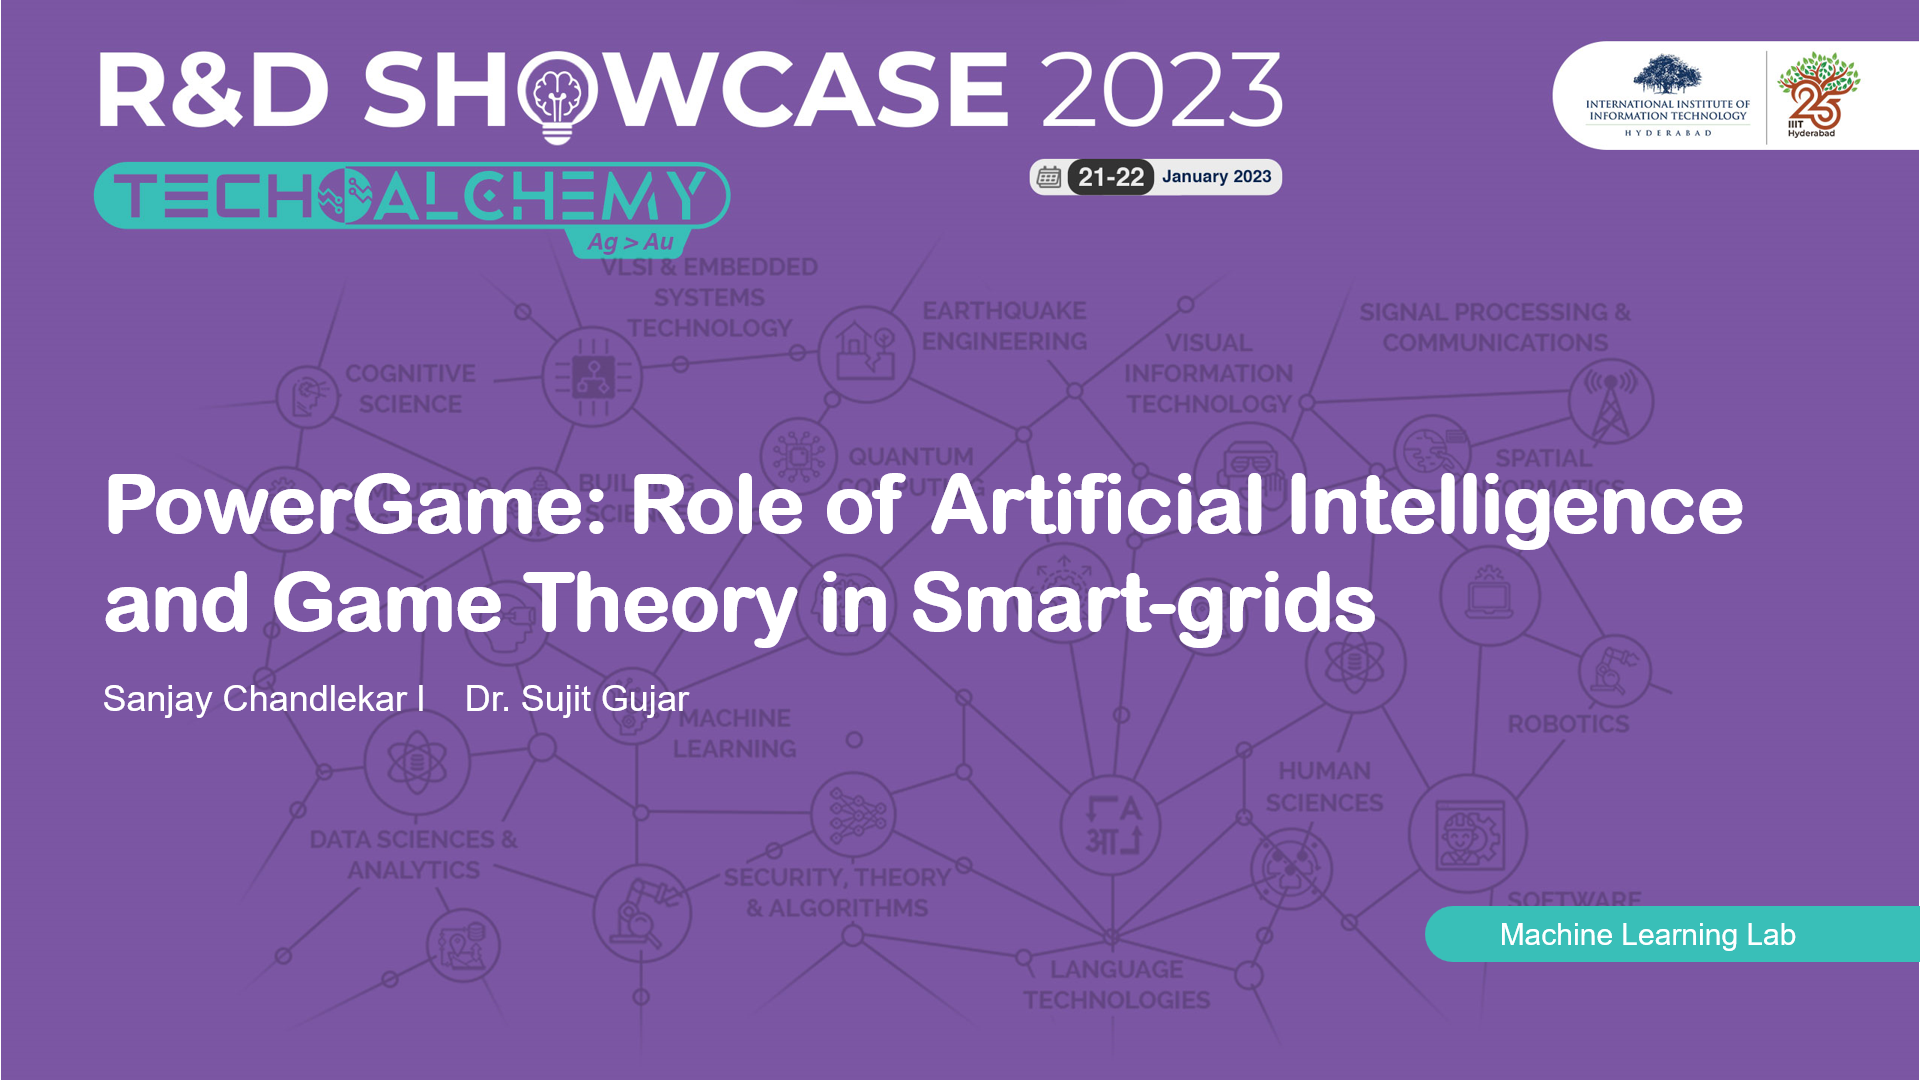 R&D SHOWCASE 2023
INTERNATIONAL INSTITUTE OF
INFORMATION TECHNOLOGY
HYDERABAD
25
IIIT
Hyderabad
TECHALCHEMY
Ag > Au
21-22 January 2023
VLSI & EMBEDDED
SYSTEMS
TECHNOLOGY
EARTHQUAKE
ENGINEERING
SIGNAL PROCESSING &
COMMUNICATIONS
VISUAL
INFORMATION
TECHNOLOGY
COGNITIVE
SCIENCE
QUANTUM
COMPUTING
SPATIAL
PowerGame: Role of Artificial Intelligence
and Game Theory in Smart-grids
Sanjay Chandlekar | Dr. Sujit Gujar
MACHINE
LEARNING
ROBOTICS
HUMAN
SCIENCES
DATA SCIENCES &
ANALYTICS
A
आ
SECURITY, THEORY
& ALGORITHMS
SOFTWARE
Machine Learning Lab
LANGUAGE
TECHNOLOGIES